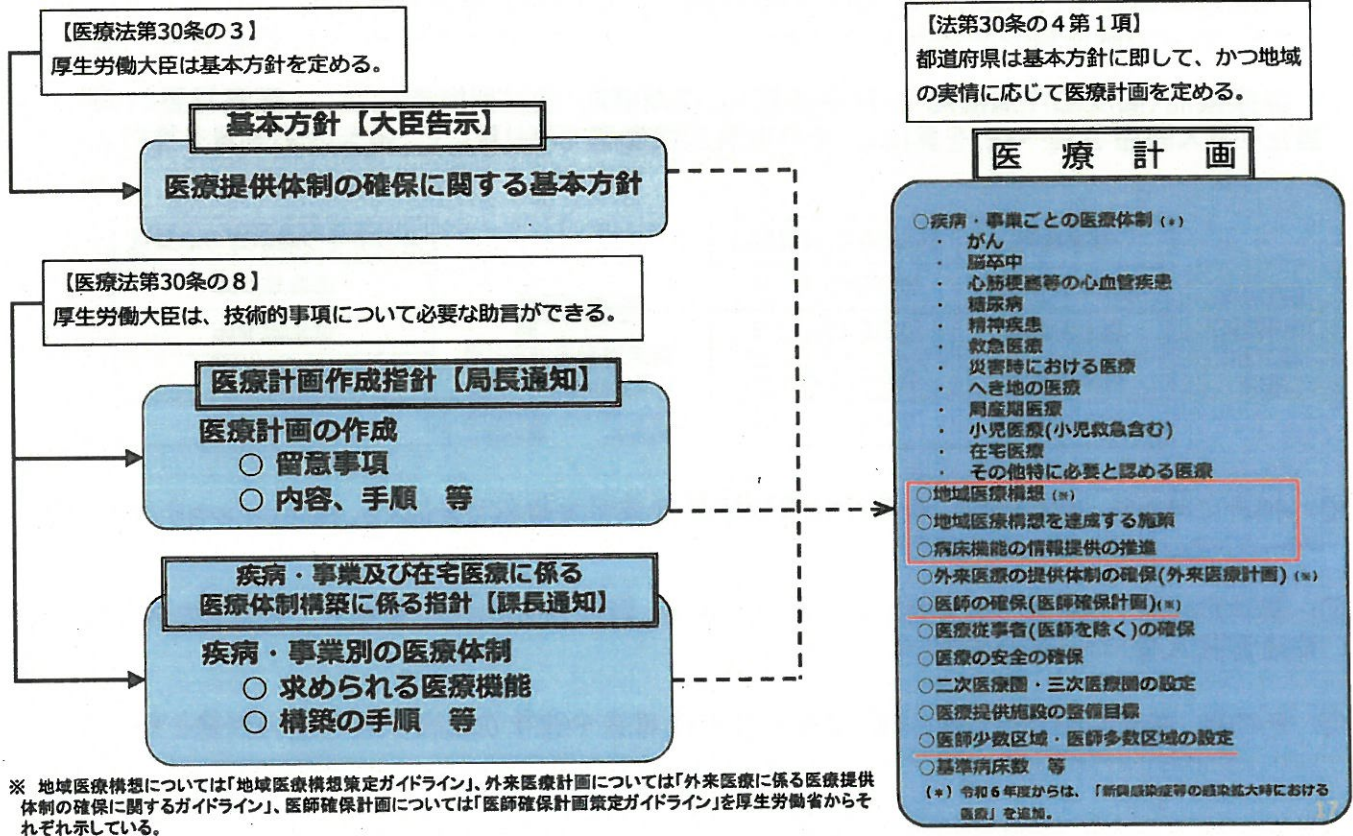 【医療法第30条の3】
厚生労働大臣は基本方針を定める。
基本方針【大臣告示】
医療提供体制の確保に関する基本方針
【医療法第30条の8】
厚生労働大臣は、技術的事項について必要な助言ができる。
医療計画作成指針【局長通知】
医療計画の作成
○ 留意事項
○ 内容、手順 等
疾病・事業及び在宅医療に係る
医療体制構築に係る指針【課長通知】
疾病・事業別の医療体制
○ 求められる医療機能
○ 構築の手順 等
※ 地域医療構想については「地域医療構想策定ガイドライン」、外来医療計画については「外来医療に係る医療提供
体制の確保に関するガイドライン」、医師確保計画については「医師確保計画策定ガイドライン」を厚生労働省からそ
れぞれ示している。
【法第30条の4第1項】
都道府県は基本方針に即して、かつ地域
の実情に応じて医療計画を定める。
医 療 計 画
○疾病・事業ごとの医療体制(*)
・ がん
・ 脳卒中
・ 心筋梗塞等の心血管疾患
・ 糖尿病
・ 精神疾患
・ 救急医療
・ 災害時における医療
・ へき地の医療
・ 周産期医療
・ 小児医療(小児救急含む)
・ 在宅医療
・ その他特に必要と認める医療
○地域医療構想(※)
○地域医療構想を達成する施策
○病床機能の情報提供の推進
○外来医療の提供体制の確保(外来医療計画)(※)
○医師の確保(医師確保計画)(※)
○医療従事者(医師を除く)の確保
○医療の安全の確保
○二次医療圏・三次医療圏の設定
○医療提供施設の整備目標
○医師少数区域・医師多数区域の設定
○基準病床数 等
(*)令和6年度からは、「新興感染症等の感染拡大時における
医療」を追加。
17